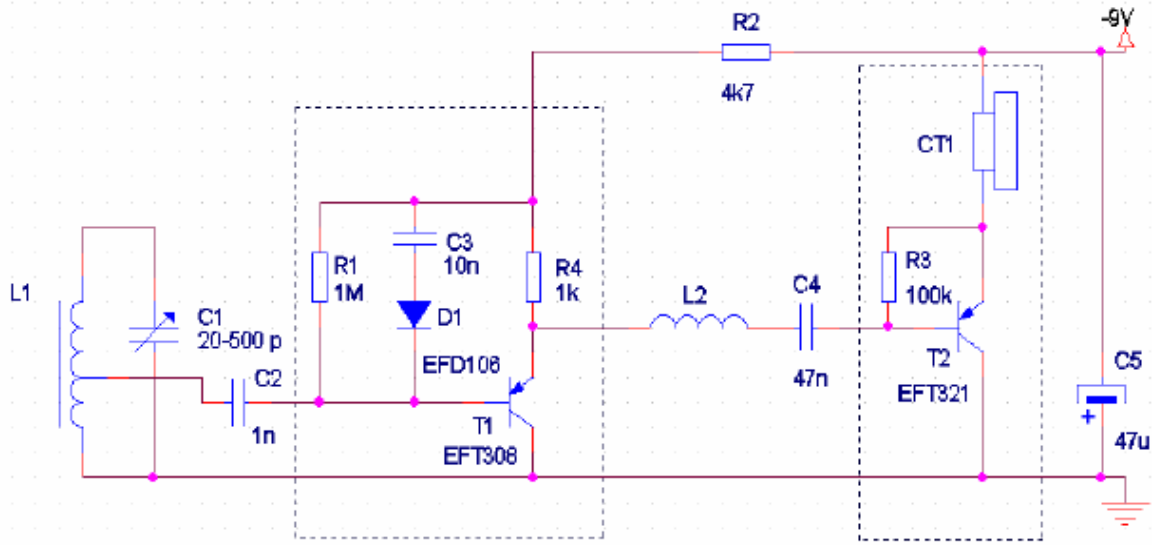 R2
-9V
4k7
CT1
R1
1M
C3
10n
R4
1k
L1
C1
20-500 p
L2
C4
R3
100k
D1
EFD106
C2
1n
T1
EFT308
47n
T2
EFT321
C5
+
47u